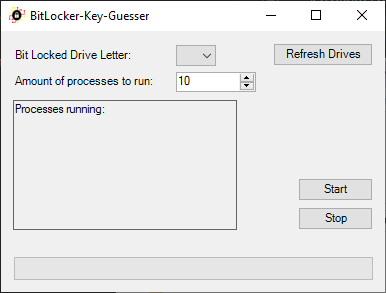 BitLocker-Key-Guesser
Bit Locked Drive Letter:
Refresh Drives
Amount of processes to run:
10
Processes running:
Start
Stop